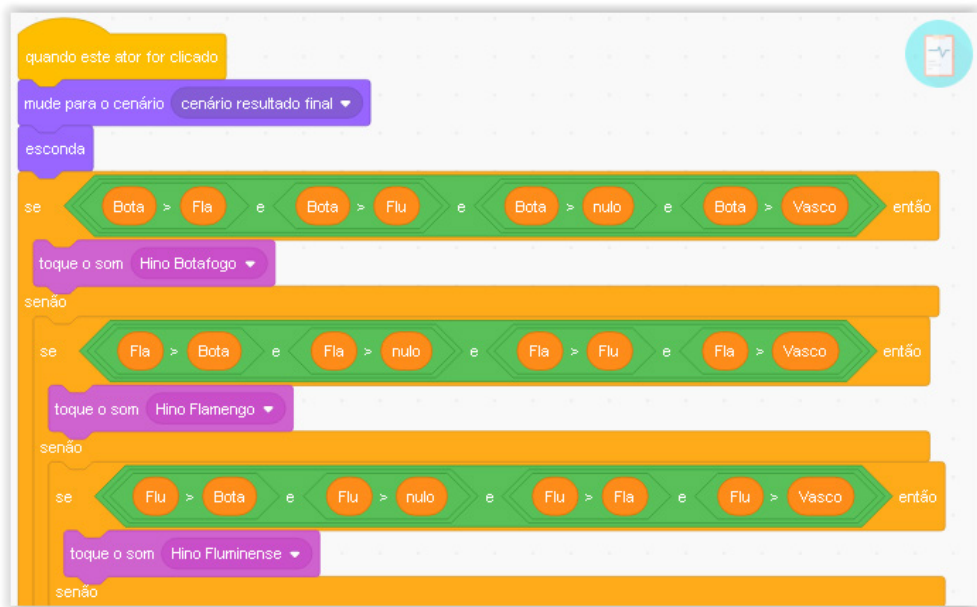 quando este ator for clicado
mude para o cenário cenário resultado final
esconda
se Bota > Fla e Bota > Flu e Bota > nulo e Bota > Vasco então
toque o som Hino Botafogo
senão
se Fla > Bota e Fla > nulo e Fla > Flu e Fla > Vasco então
toque o som Hino Flamengo
senão
se Flu > Bota e Flu > nulo e Flu > Fla e Flu > Vasco então
toque o som Hino Fluminense
senão